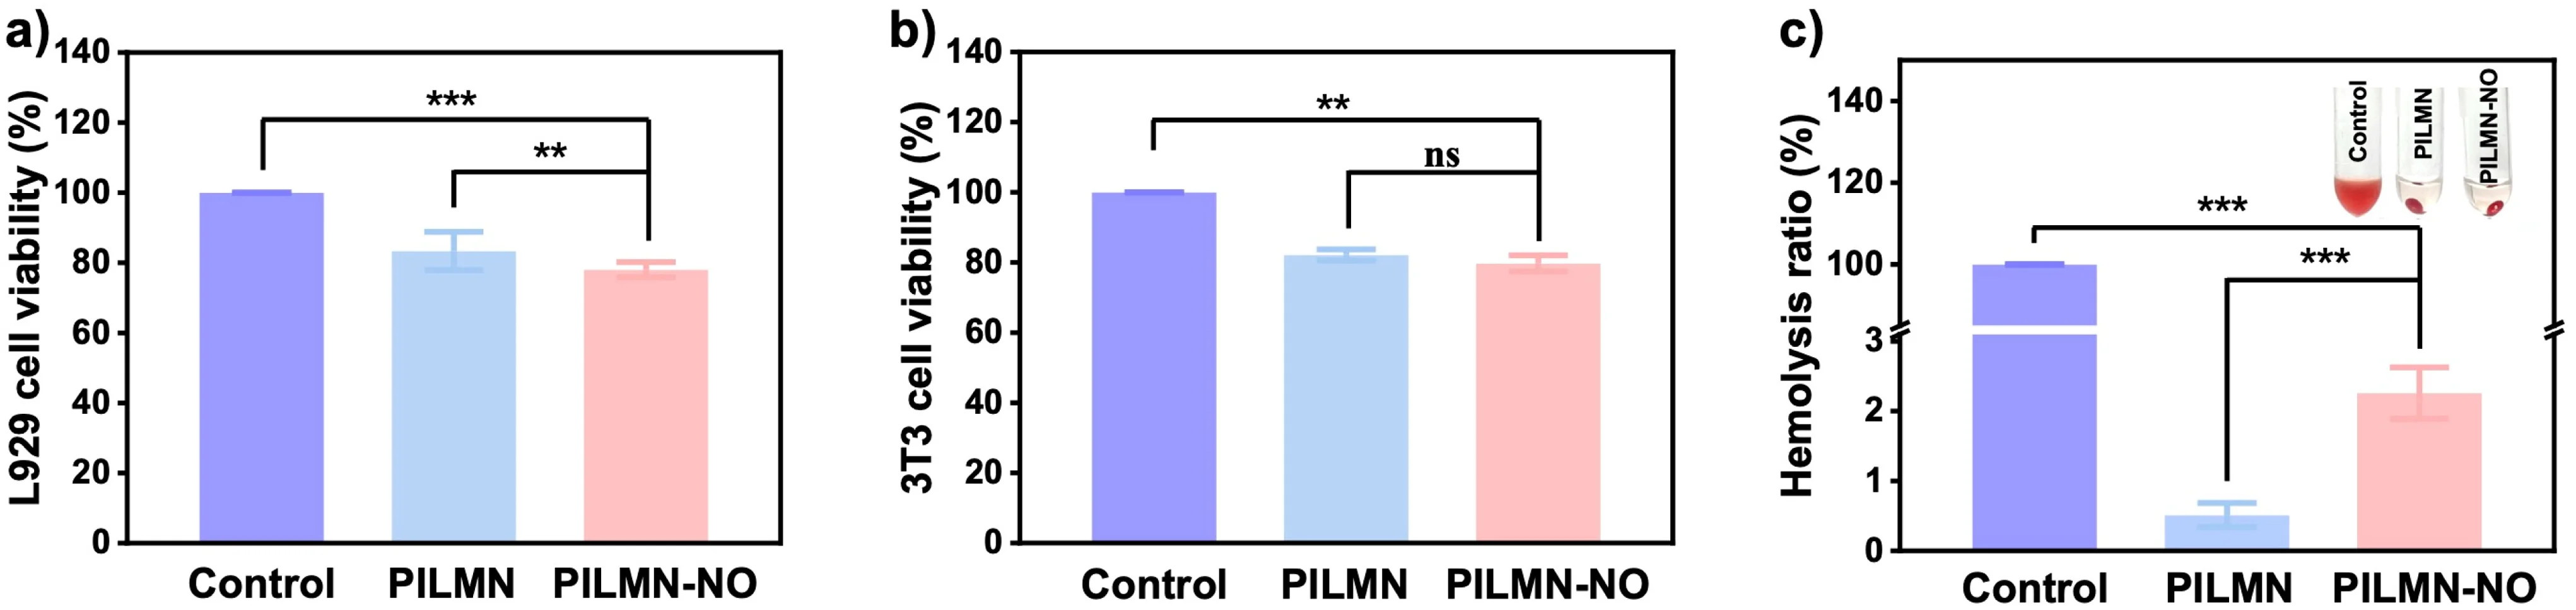 a)
L929 cell viability (%)
140
120
100
80
60
40
20
0
***
**
Control PILMN PILMN-NO
b)
3T3 cell viability (%)
140
120
100
80
60
40
20
0
**
ns
Control PILMN PILMN-NO
c)
Hemolysis ratio (%)
140
120
100
3
2
1
0
Control
PILMN
PILMN-NO
***
***
Control PILMN PILMN-NO